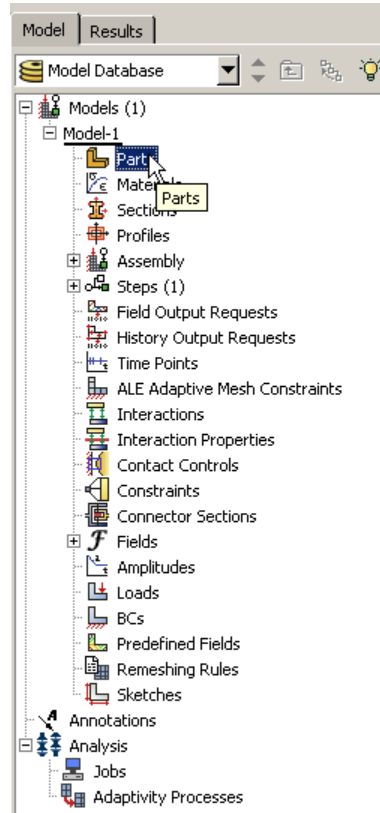 Model Results
Model Database
Models (1)
Model-1
Parts
Materials
Parts
Sections
Profiles
Assembly
Steps (1)
Field Output Requests
History Output Requests
Time Points
ALE Adaptive Mesh Constraints
Interactions
Interaction Properties
Contact Controls
Constraints
Connector Sections
Fields
Amplitudes
Loads
BCs
Predefined Fields
Remeshing Rules
Sketches
Annotations
Analysis
Jobs
Adaptivity Processes